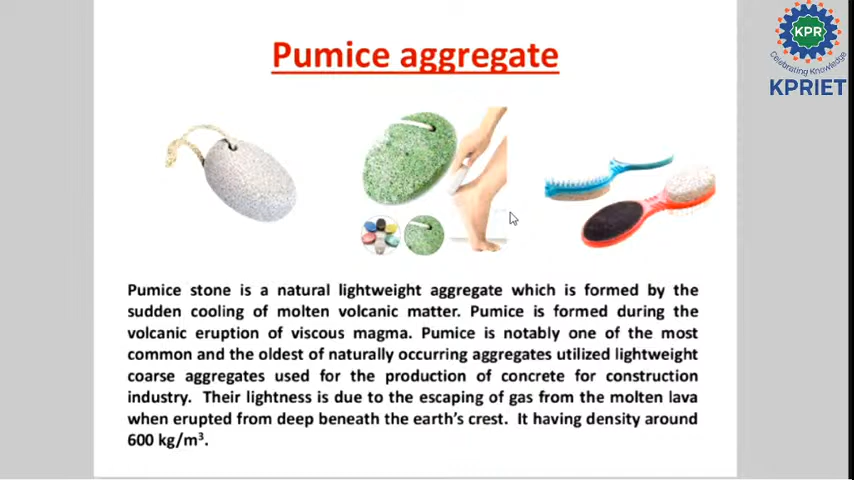 Pumice aggregate
KPR
Celebrating Knowledge
KPRIET
Pumice stone is a natural lightweight aggregate which is formed by the
sudden cooling of molten volcanic matter. Pumice is formed during the
volcanic eruption of viscous magma. Pumice is notably one of the most
common and the oldest of naturally occurring aggregates utilized lightweight
coarse aggregates used for the production of concrete for construction
industry. Their lightness is due to the escaping of gas from the molten lava
when erupted from deep beneath the earth's crest. It having density around
600 kg/m³.